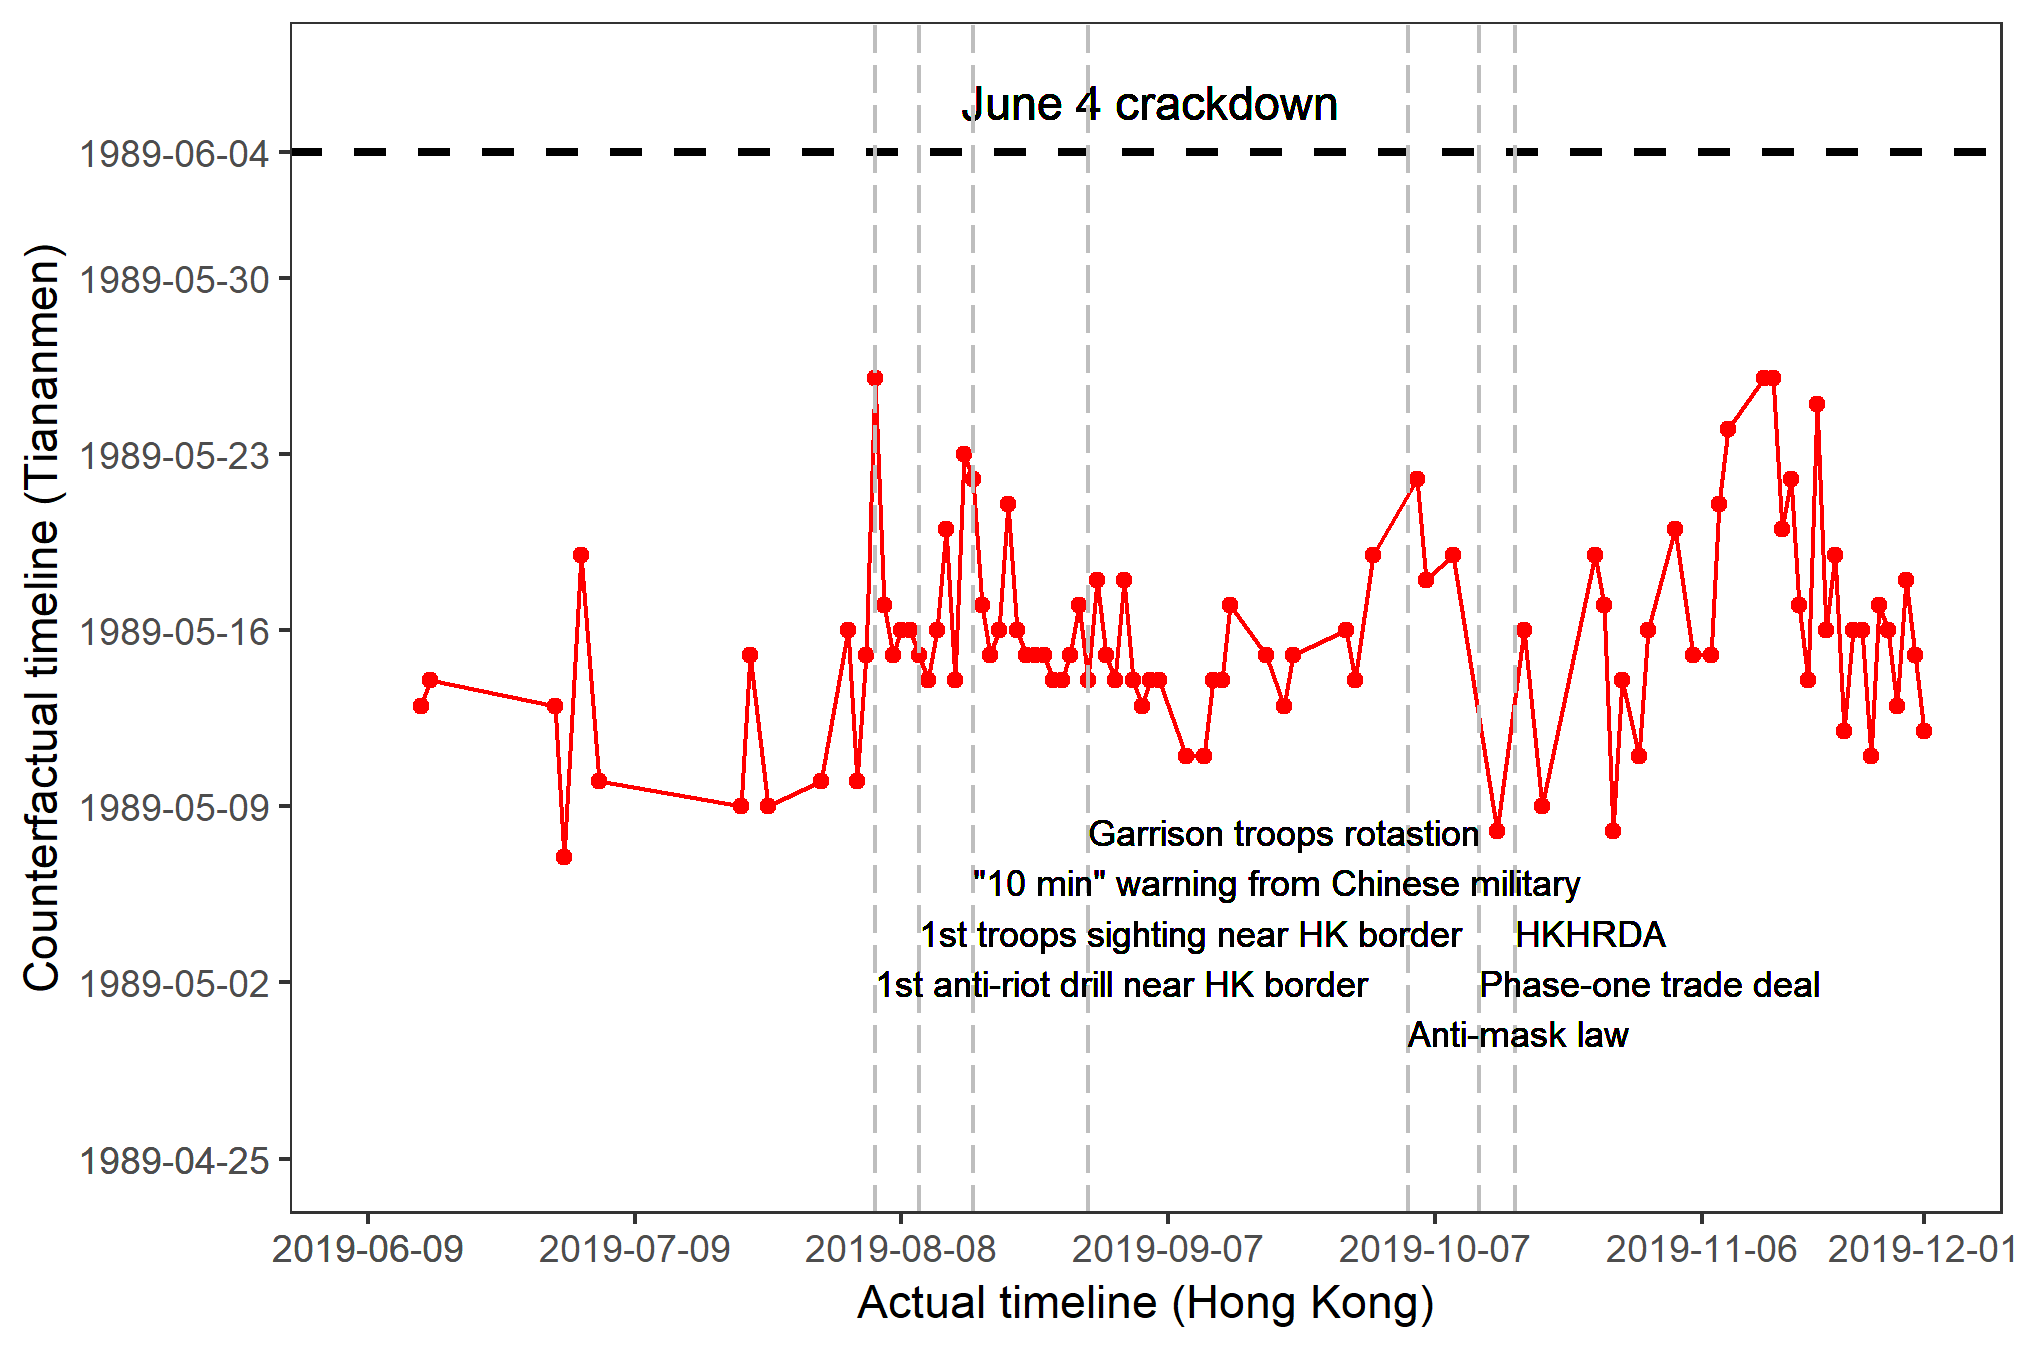 June 4 crackdown
1989-06-04
1989-05-30
1989-05-23
1989-05-16
1989-05-09
1989-05-02
1989-04-25
Counterfactual timeline (Tiananmen)
Garrison troops rotastion
"10 min" warning from Chinese military
1st troops sighting near HK border
HKHRDA
1st anti-riot drill near HK border
Phase-one trade deal
Anti-mask law
2019-06-09
2019-07-09
2019-08-08
2019-09-07
2019-10-07
2019-11-06
2019-12-01
Actual timeline (Hong Kong)